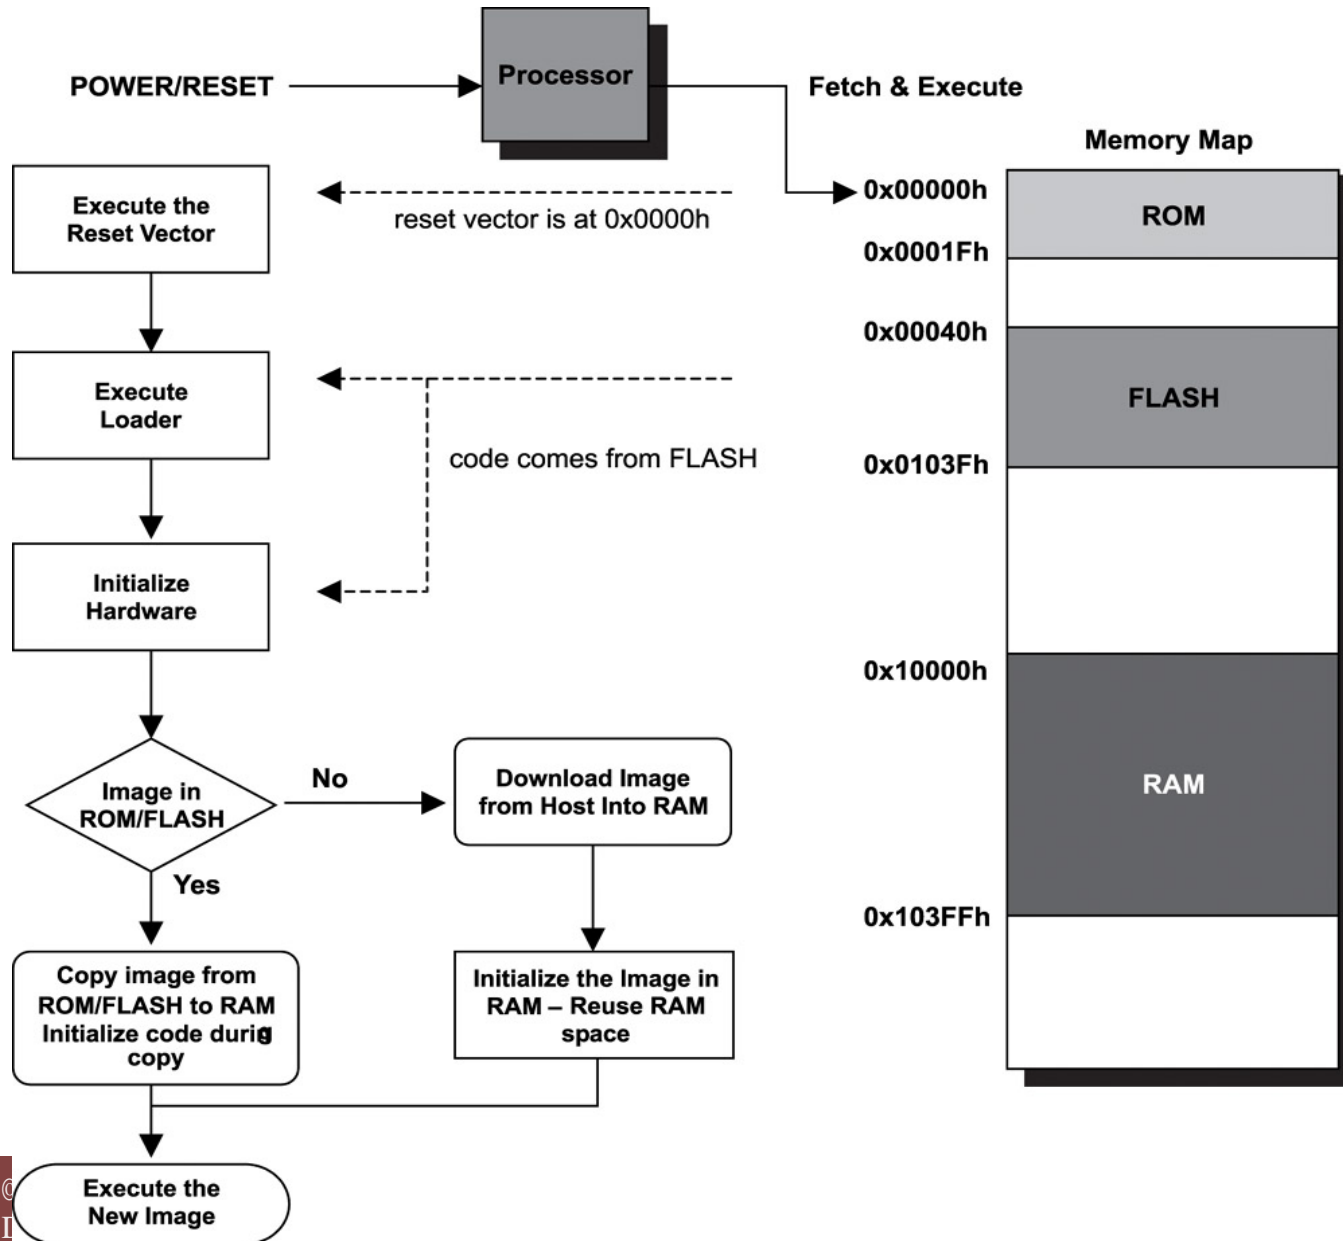 POWER/RESET
Processor
Fetch & Execute
Memory Map
Execute the
Reset Vector
reset vector is at 0x0000h
0x00000h
ROM
0x0001Fh
0x00040h
Execute
Loader
FLASH
code comes from FLASH
0x0103Fh
Initialize
Hardware
0x10000h
Image in
ROM/FLASH
No
Download Image
from Host Into RAM
RAM
Yes
0x103FFh
Copy image from
ROM/FLASH to RAM
Initialize code durig
copy
Initialize the Image in
RAM – Reuse RAM
space
Execute the
New Image
©